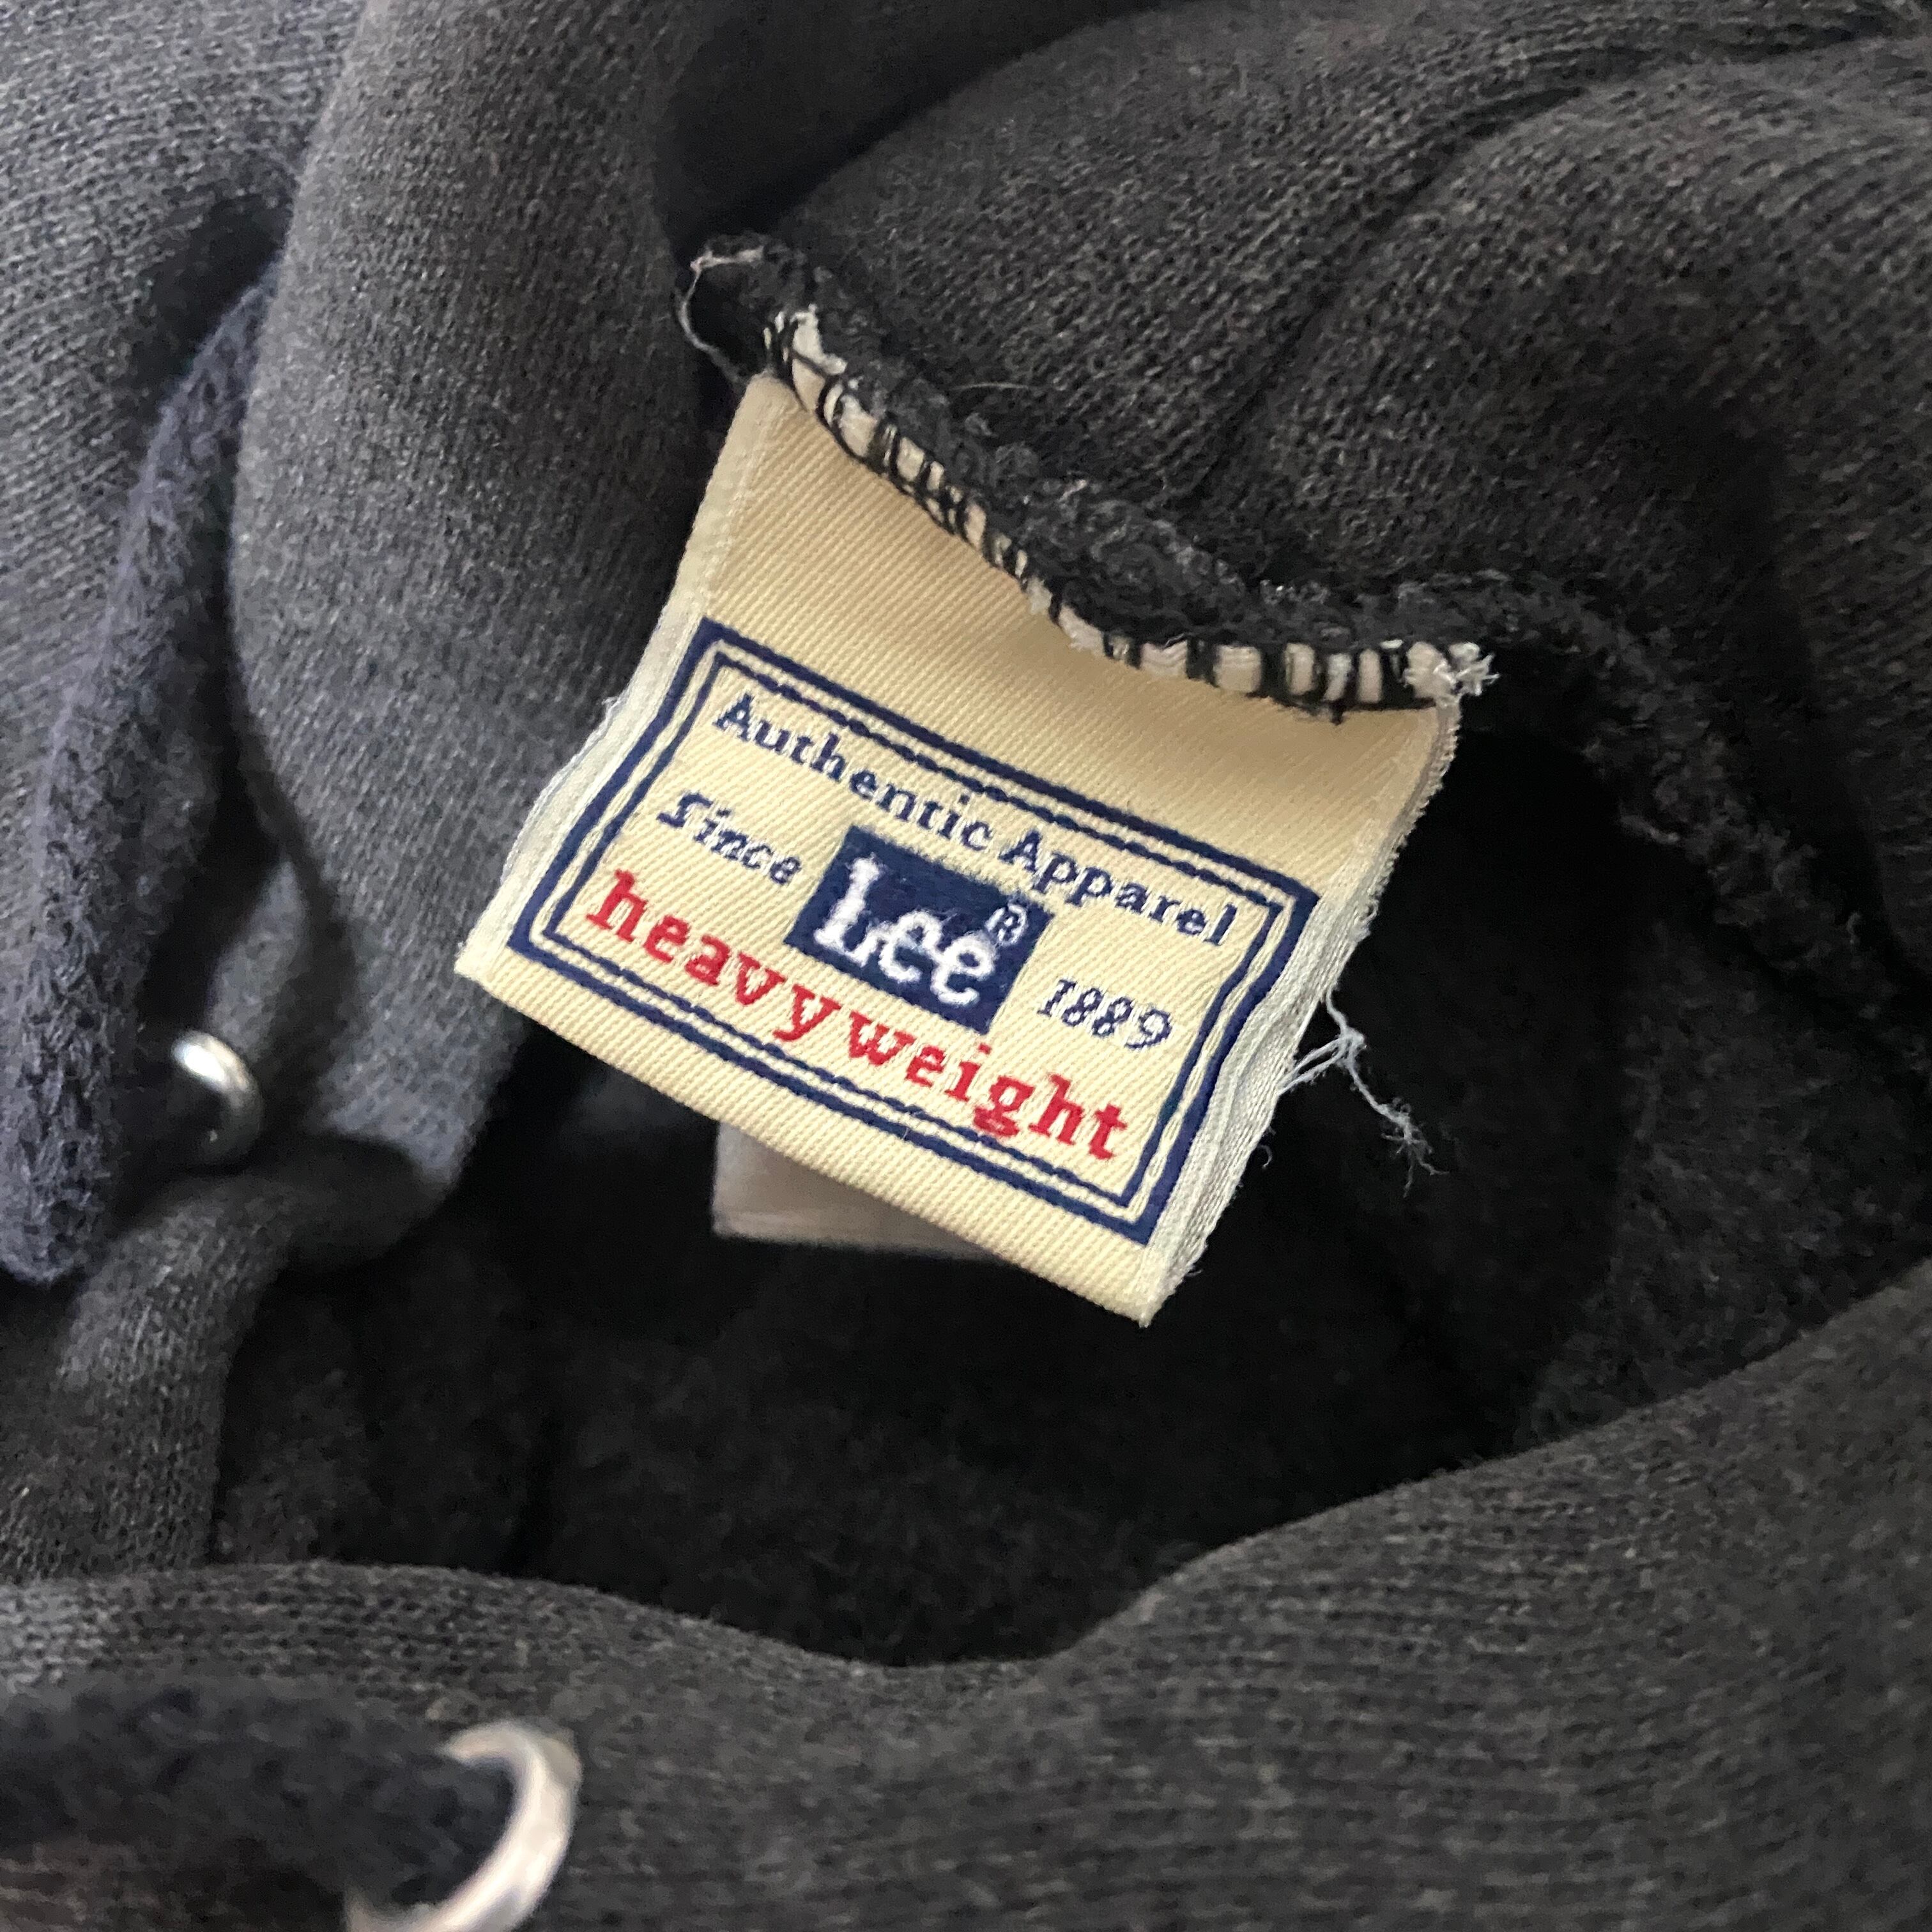 Authentic Apparel
Since Lee® 1889
heavyweight